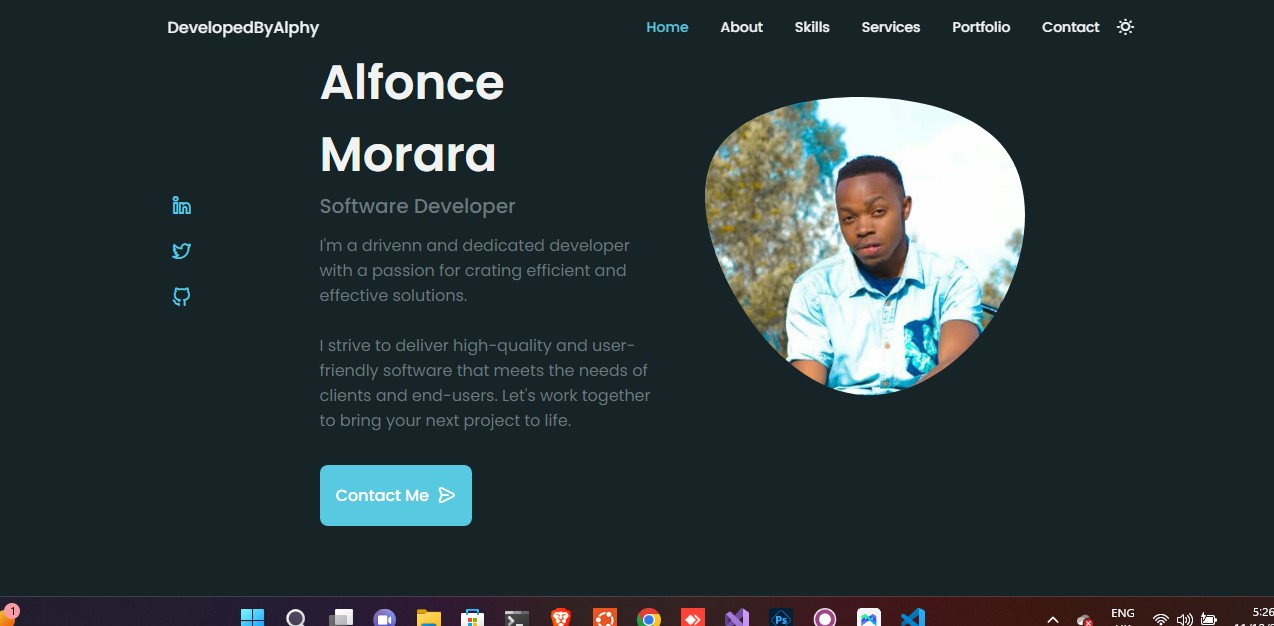 DevelopedByAlphy
Home About Skills Services Portfolio Contact
Alfonce
Morara
Software Developer
I'm a drivenn and dedicated developer
with a passion for crating efficient and
effective solutions.
I strive to deliver high-quality and user-
friendly software that meets the needs of
clients and end-users. Let's work together
to bring your next project to life.
Contact Me
1
Ps
ENG
5:26